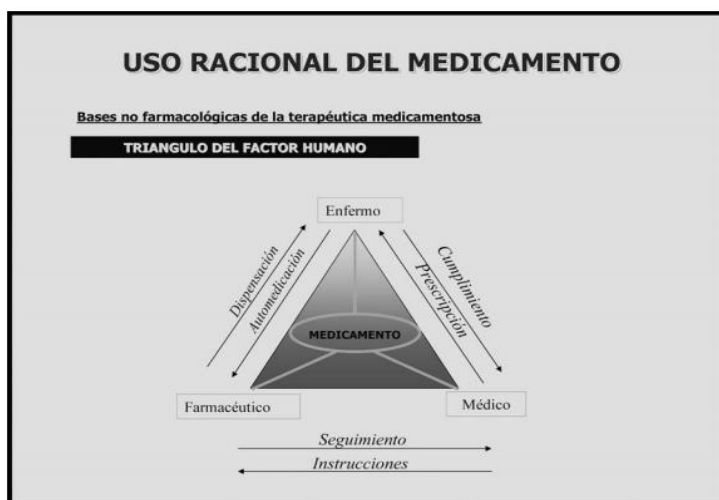 USO RACIONAL DEL MEDICAMENTO
Bases no farmacológicas de la terapéutica medicamentosa
TRIANGULO DEL FACTOR HUMANO
Enfermo
Dispensación
Automedicación
Cumplimiento
Prescripción
MEDICAMENTO
Farmacéutico
Médico
Seguimiento
Instrucciones